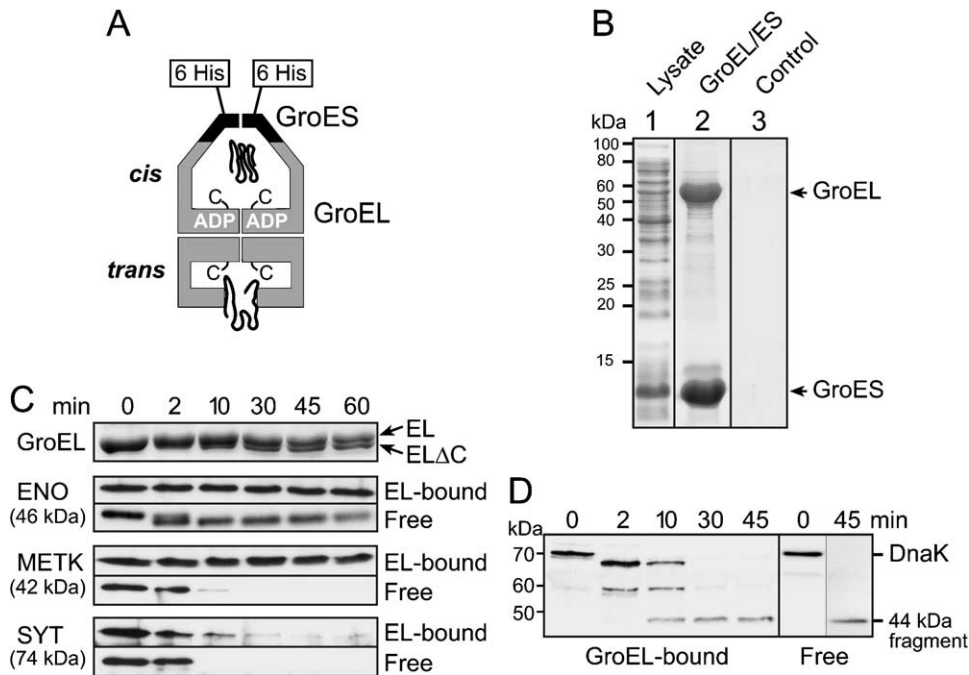 A
6 His 6 His
GroES
cis
C C
ADP ADP
GroEL
trans
C C
B
Lysate GroEL/ES Control
kDa 1 2 3
100
80
60
50
40
30
25
20
15
GroEL
GroES
C min 0 2 10 30 45 60
GroEL
EL
ELΔC
ENO
(46 kDa)
EL-bound
Free
METK
(42 kDa)
EL-bound
Free
SYT
(74 kDa)
EL-bound
Free
D
kDa 0 2 10 30 45 0 45 min
70
60
50
DnaK
44 kDa
fragment
GroEL-bound Free